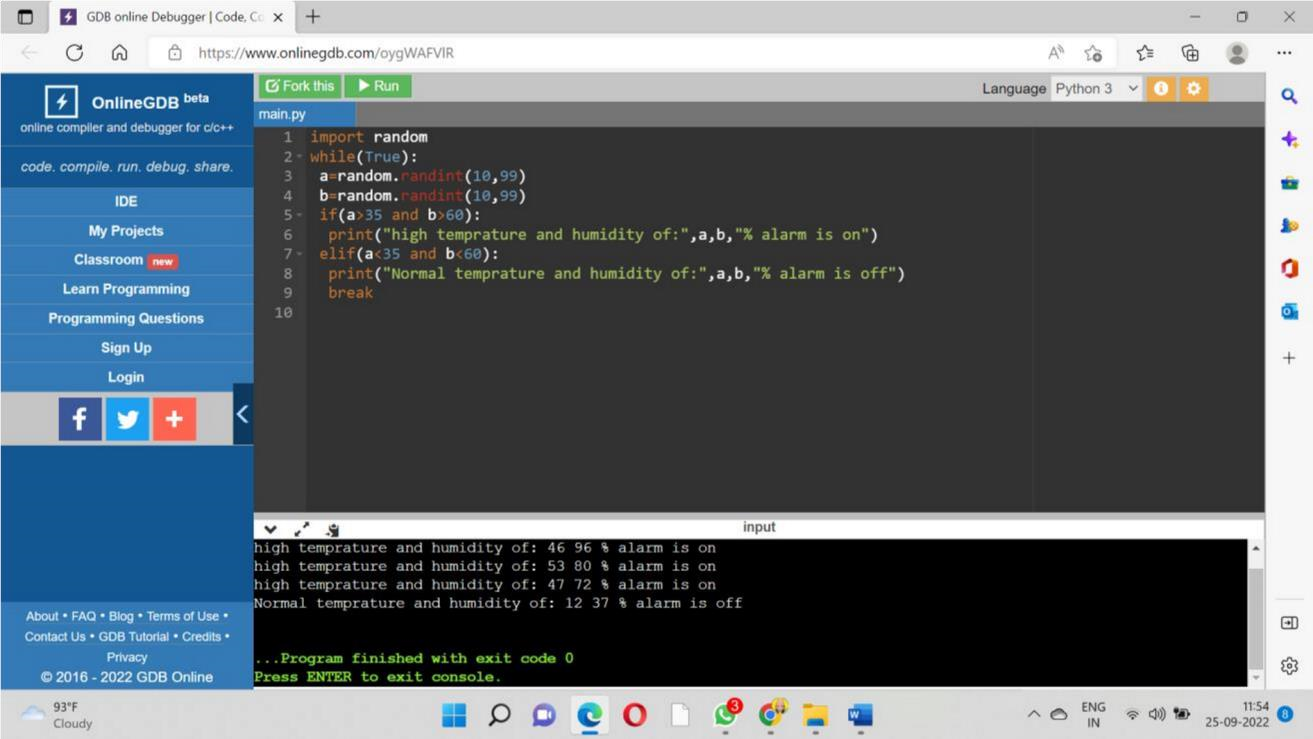 GDB online Debugger | Code, Co
https://www.onlinegdb.com/oygWAFVlR
OnlineGDB beta
online compiler and debugger for c/c++
code. compile. run. debug. share.
IDE
My Projects
Classroom new
Learn Programming
Programming Questions
Sign Up
Login
About • FAQ • Blog • Terms of Use •
Contact Us • GDB Tutorial • Credits •
Privacy
© 2016 - 2022 GDB Online
Fork this Run
Language Python 3
main.py
1 import random
2 while(True):
3 a=random.randint(10,99)
4 b=random.randint(10,99)
5 if(a>35 and b>60):
6 print("high temprature and humidity of:",a,b,"% alarm is on")
7 elif(a<35 and b<60):
8 print("Normal temprature and humidity of:",a,b,"% alarm is off")
9 break
10
input
high temprature and humidity of: 46 96 % alarm is on
high temprature and humidity of: 53 80 % alarm is on
high temprature and humidity of: 47 72 % alarm is on
Normal temprature and humidity of: 12 37 % alarm is off
...Program finished with exit code 0
Press ENTER to exit console.
93°F
Cloudy
3
ENG
IN
11:54
25-09-2022
8